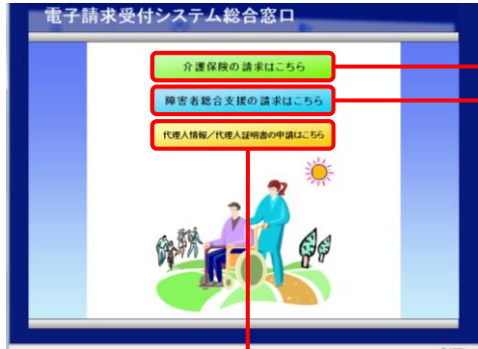 電子請求受付システム総合窓口
介護保険の請求はこちら
障害者総合支援の請求はこちら
代理人情報／代理人証明書の申請はこちら